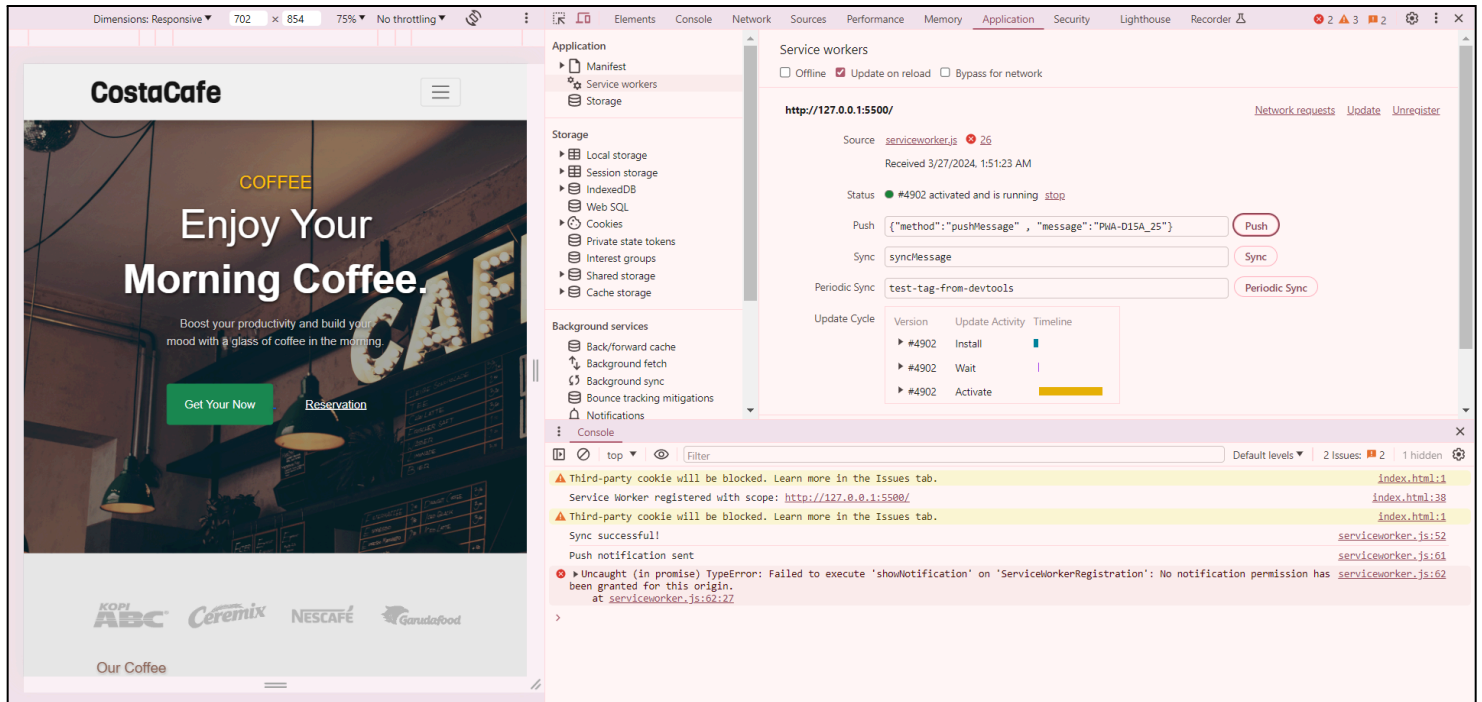 Dimensions: Responsive ▼ 702 × 854 75% ▼ No throttling ▼
Elements Console Network Sources Performance Memory Application Security Lighthouse Recorder 2 3 2
CostaCafe
COFFEE
Enjoy Your
Morning Coffee.
Boost your productivity and build your
mood with a glass of coffee in the morning.
Get Your Now Reservation
CAFE
KOPI
ABC Ceremix NESCAFÉ Garudafood
Our Coffee
Application
Manifest
Service workers
Storage
Storage
Local storage
Session storage
IndexedDB
Web SQL
Cookies
Private state tokens
Interest groups
Shared storage
Cache storage
Background services
Back/forward cache
Background fetch
Background sync
Bounce tracking mitigations
Notifications
Service workers
Offline Update on reload Bypass for network
http://127.0.0.1:5500/ Network requests Update Unregister
Source serviceworker.js 26
Received 3/27/2024, 1:51:23 AM
Status #4902 activated and is running stop
Push {"method":"pushMessage" , "message":"PWA-D15A_25"} Push
Sync syncMessage Sync
Periodic Sync test-tag-from-devtools Periodic Sync
Update Cycle Version Update Activity Timeline
#4902 Install
#4902 Wait
#4902 Activate
Console
top ▼ Filter Default levels ▼ 2 Issues: 2 1 hidden
Third-party cookie will be blocked. Learn more in the Issues tab. index.html:1
Service Worker registered with scope: http://127.0.0.1:5500/ index.html:38
Third-party cookie will be blocked. Learn more in the Issues tab. index.html:1
Sync successful! serviceworker.js:52
Push notification sent serviceworker.js:61
Uncaught (in promise) TypeError: Failed to execute 'showNotification' on 'ServiceWorkerRegistration': No notification permission has serviceworker.js:62
been granted for this origin.
at serviceworker.js:62:27